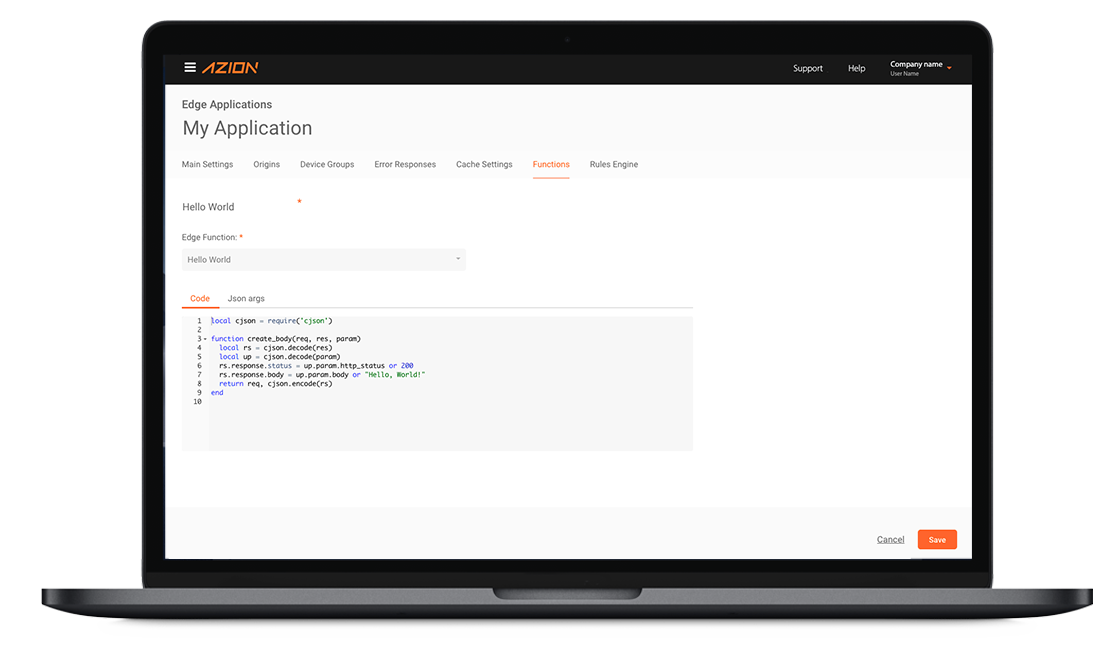 AZION
Support Help Company name
User Name
Edge Applications
My Application
Main Settings Origins Device Groups Error Responses Cache Settings Functions Rules Engine
Hello World *
Edge Function: *
Hello World
Code Json args
1 local cjson = require('cjson')
2
3 function create_body(req, res, param)
4 local rs = cjson.decode(res)
5 local up = cjson.decode(param)
6 rs.response.status = up.param.http_status or 200
7 rs.response.body = up.param.body or "Hello, World!"
8 return req, cjson.encode(rs)
9 end
10
Cancel Save